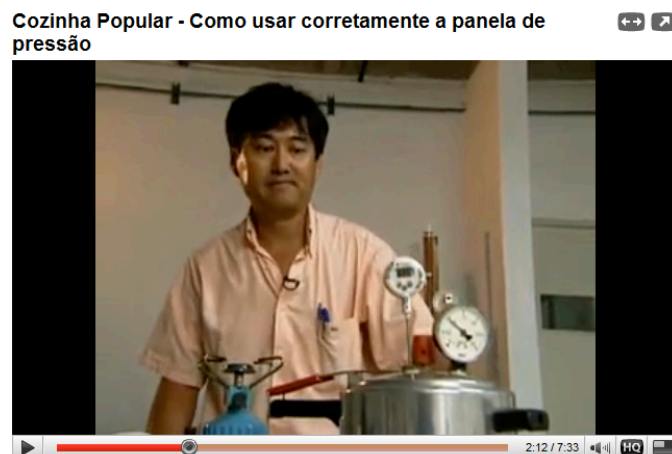 Cozinha Popular - Como usar corretamente a panela de
pressão
2:12 / 7:33
HQ